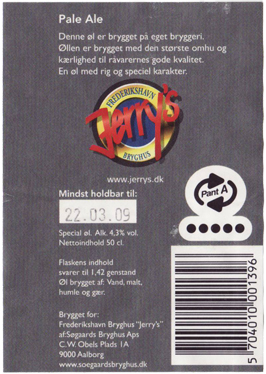 Pale Ale
Denne øl er brygget på eget bryggeri.
Øllen er brygget med den største omhu og
kærlighed til råvarernes gode kvalitet.
En øl med rig og speciel karakter.
FREDERIKSHAVN
Jerry's
BRYGHUS
www.jerrys.dk
Mindst holdbar til:
22.03.09
Pant A
Special øl. Alk. 4,3% vol.
Nettoindhold 50 cl.
Flaskens indhold
svarer til 1,42 genstand
Øl brygget af: Vand, malt,
humle og gær.
Brygget for:
Frederikshavn Bryghus "Jerry's"
af:Søgaards Bryghus Aps
C.W. Obels Plads 1A
9000 Aalborg
www.soegaardsbryghus.dk
5 704010 001396